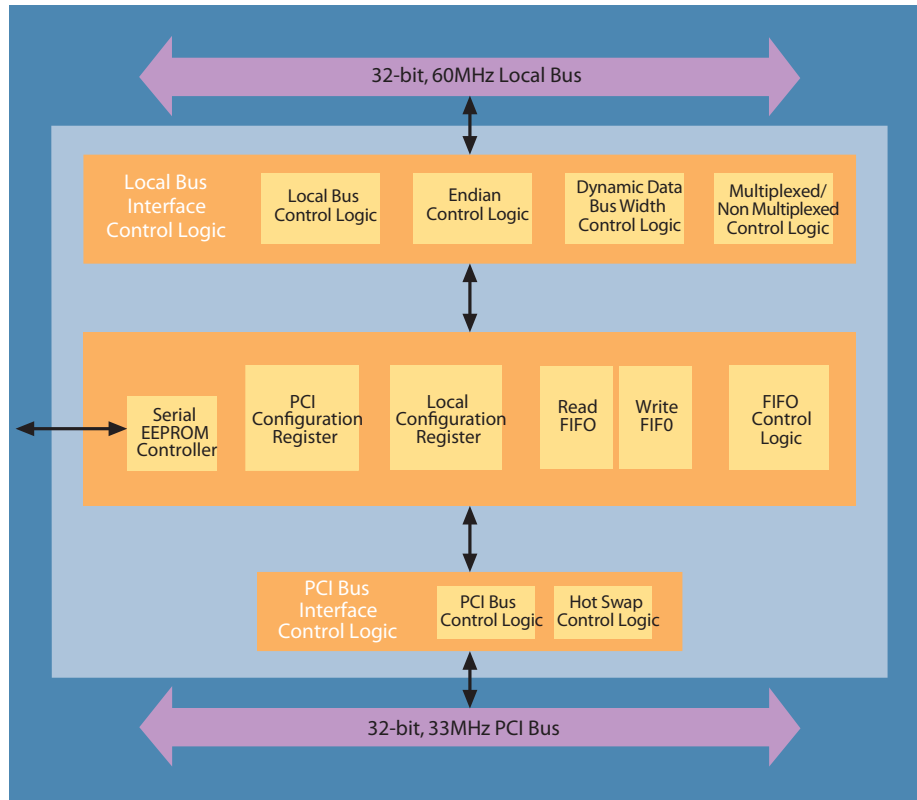 32-bit, 60MHz Local Bus
Local Bus
Interface
Control Logic
Local Bus
Control Logic
Endian
Control Logic
Dynamic Data
Bus Width
Control Logic
Multiplexed/
Non Multiplexed
Control Logic
Serial
EEPROM
Controller
PCI
Configuration
Register
Local
Configuration
Register
Read
FIFO
Write
FIF0
FIFO
Control
Logic
PCI Bus
Interface
Control Logic
PCI Bus
Control Logic
Hot Swap
Control Logic
32-bit, 33MHz PCI Bus